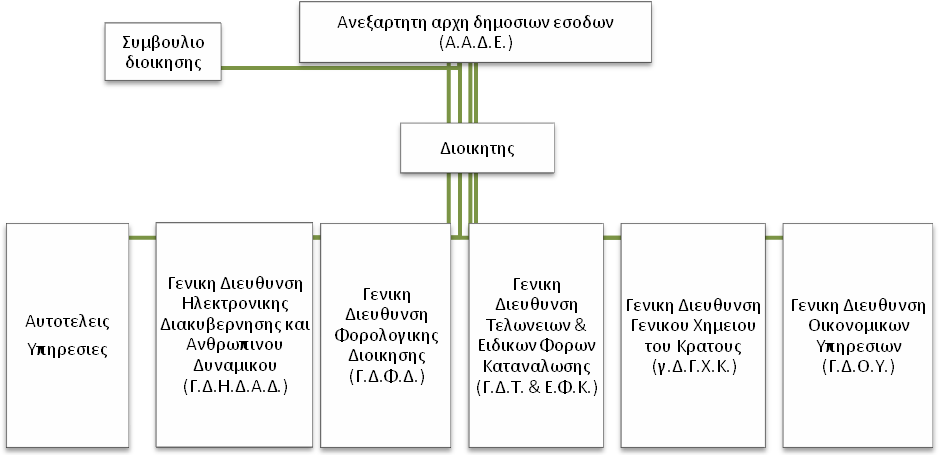 Ανεξαρτητη αρχη δημοσιων εσοδων
(Α.Α.Δ.Ε.)
Συμβουλιο
διοικησης
Διοικητης
Αυτοτελεις
Υπηρεσιες
Γενικη Διευθυνση
Ηλεκτρονικης
Διακυβερνησης και
Ανθρωπινου
Δυναμικου
(Γ.Δ.Η.Δ.Α.Δ.)
Γενικη
Διευθυνση
Φορολογικης
Διοικησης
(Γ.Δ.Φ.Δ.)
Γενικη
Διευθυνση
Τελωνειων &
Ειδικων Φορων
Καταναλωσης
(Γ.Δ.Τ. & Ε.Φ.Κ.)
Γενικη Διευθυνση
Γενικου Χημειου
του Κρατους
(γ.Δ.Γ.Χ.Κ.)
Γενικη Διευθυνση
Οικονομικων
Υπηρεσιων
(Γ.Δ.Ο.Υ.)